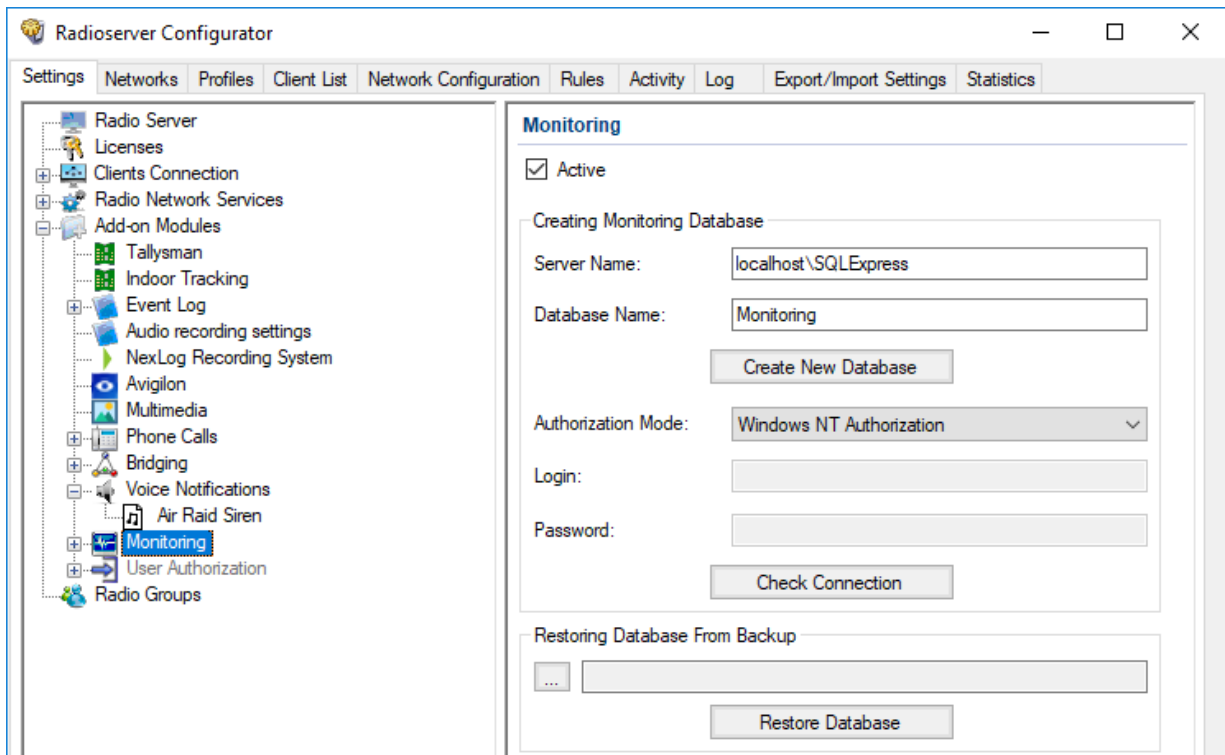 Radioserver Configurator
Settings Networks Profiles Client List Network Configuration Rules Activity Log Export/Import Settings Statistics
Radio Server
Licenses
Clients Connection
Radio Network Services
Add-on Modules
Tallysman
Indoor Tracking
Event Log
Audio recording settings
NexLog Recording System
Avigilon
Multimedia
Phone Calls
Bridging
Voice Notifications
Air Raid Siren
Monitoring
User Authorization
Radio Groups
Monitoring
Active
Creating Monitoring Database
Server Name: localhost\SQLExpress
Database Name: Monitoring
Create New Database
Authorization Mode: Windows NT Authorization
Login:
Password:
Check Connection
Restoring Database From Backup
...
Restore Database